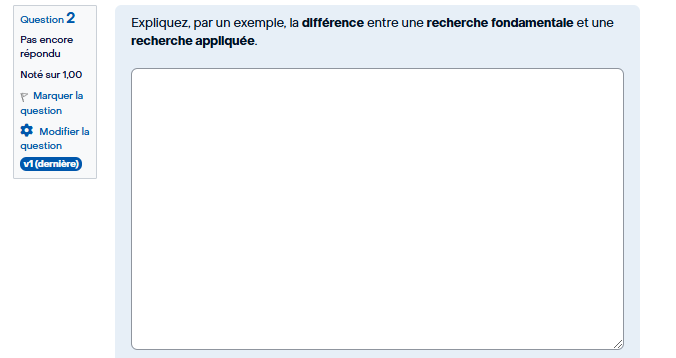 Question 2
Pas encore
répondu
Noté sur 1,00
Marquer la
question
Modifier la
question
v1 (dernière)
Expliquez, par un exemple, la différence entre une recherche fondamentale et une
recherche appliquée.